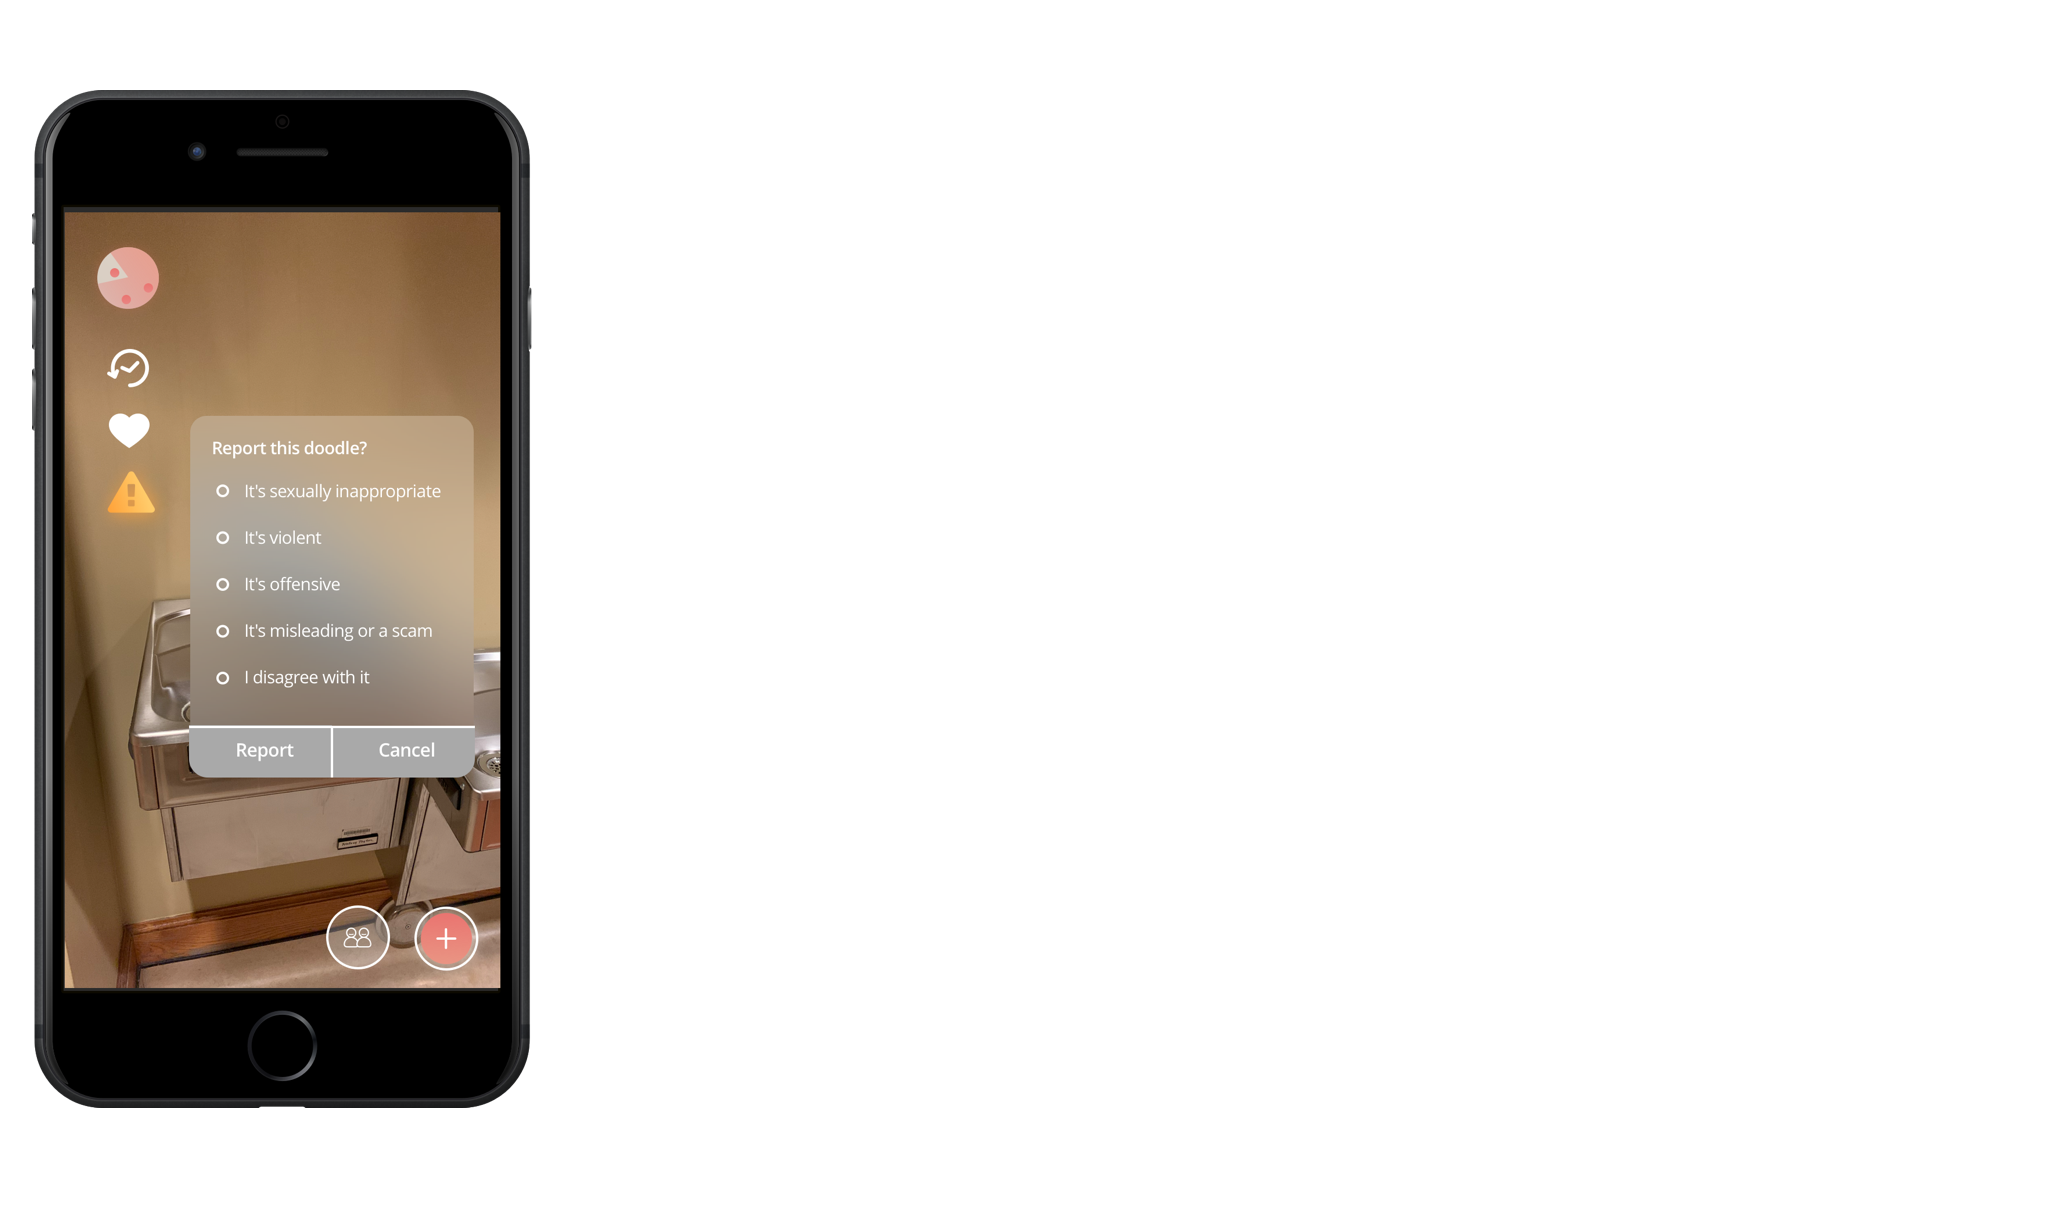 Report this doodle?
It's sexually inappropriate
It's violent
It's offensive
It's misleading or a scam
I disagree with it
Report
Cancel